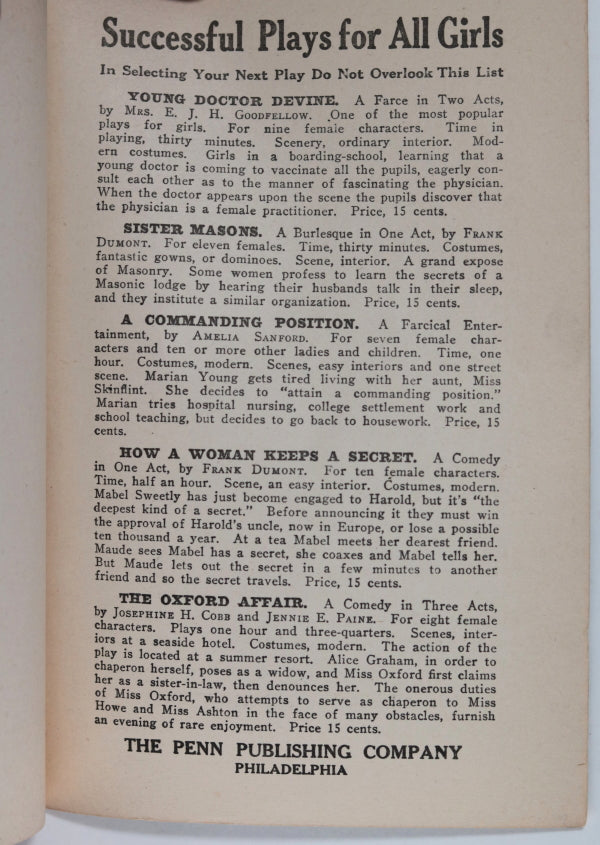 Successful Plays for All Girls
In Selecting Your Next Play Do Not Overlook This List
YOUNG DOCTOR DEVINE. A Farce in Two Acts,
by MRS. E. J. H. GOODFELLOW. One of the most popular
plays for girls. For nine female characters. Time in
playing, thirty minutes. Scenery, ordinary interior. Mod-
ern costumes. Girls in a boarding-school, learning that a
young doctor is coming to vaccinate all the pupils, eagerly con-
sult each other as to the manner of fascinating the physician.
When the doctor appears upon the scene the pupils discover that
the physician is a female practitioner. Price, 15 cents.
SISTER MASONS. A Burlesque in One Act, by FRANK
DUMONT. For eleven females. Time, thirty minutes. Costumes,
fantastic gowns, or dominoes. Scene, interior. A grand expose
of Masonry. Some women profess to learn the secrets of a
Masonic lodge by hearing their husbands talk in their sleep,
and they institute a similar organization. Price, 15 cents.
A COMMANDING POSITION. A Farcical Enter-
tainment, by AMELIA SANFORD. For seven female char-
acters and ten or more other ladies and children. Time, one
hour. Costumes, modern. Scenes, easy interiors and one street
scene. Marian Young gets tired living with her aunt, Miss
Skinflint. She decides to "attain a commanding position."
Marian tries hospital nursing, college settlement work and
school teaching, but decides to go back to housework. Price, 15
cents.
HOW A WOMAN KEEPS A SECRET. A Comedy
in One Act, by FRANK DUMONT. For ten female characters.
Time, half an hour. Scene, an easy interior. Costumes, modern.
Mabel Sweetly has just become engaged to Harold, but it's "the
deepest kind of a secret." Before announcing it they must win
the approval of Harold's uncle, now in Europe, or lose a possible
ten thousand a year. At a tea Mabel meets her dearest friend.
Maude sees Mabel has a secret, she coaxes and Mabel tells her.
But Maude lets out the secret in a few minutes to another
friend and so the secret travels. Price, 15 cents.
THE OXFORD AFFAIR. A Comedy in Three Acts,
by JOSEPHINE H. COBB and JENNIE E. PAINE. For eight female
characters. Plays one hour and three-quarters. Scenes, inter-
iors at a seaside hotel. Costumes, modern. The action of the
play is located at a summer resort. Alice Graham, in order to
chaperon herself, poses as a widow, and Miss Oxford first claims
her as a sister-in-law, then denounces her. The onerous duties
of Miss Oxford, who attempts to serve as chaperon to Miss
Howe and Miss Ashton in the face of many obstacles, furnish
an evening of rare enjoyment. Price 15 cents.
THE PENN PUBLISHING COMPANY
PHILADELPHIA